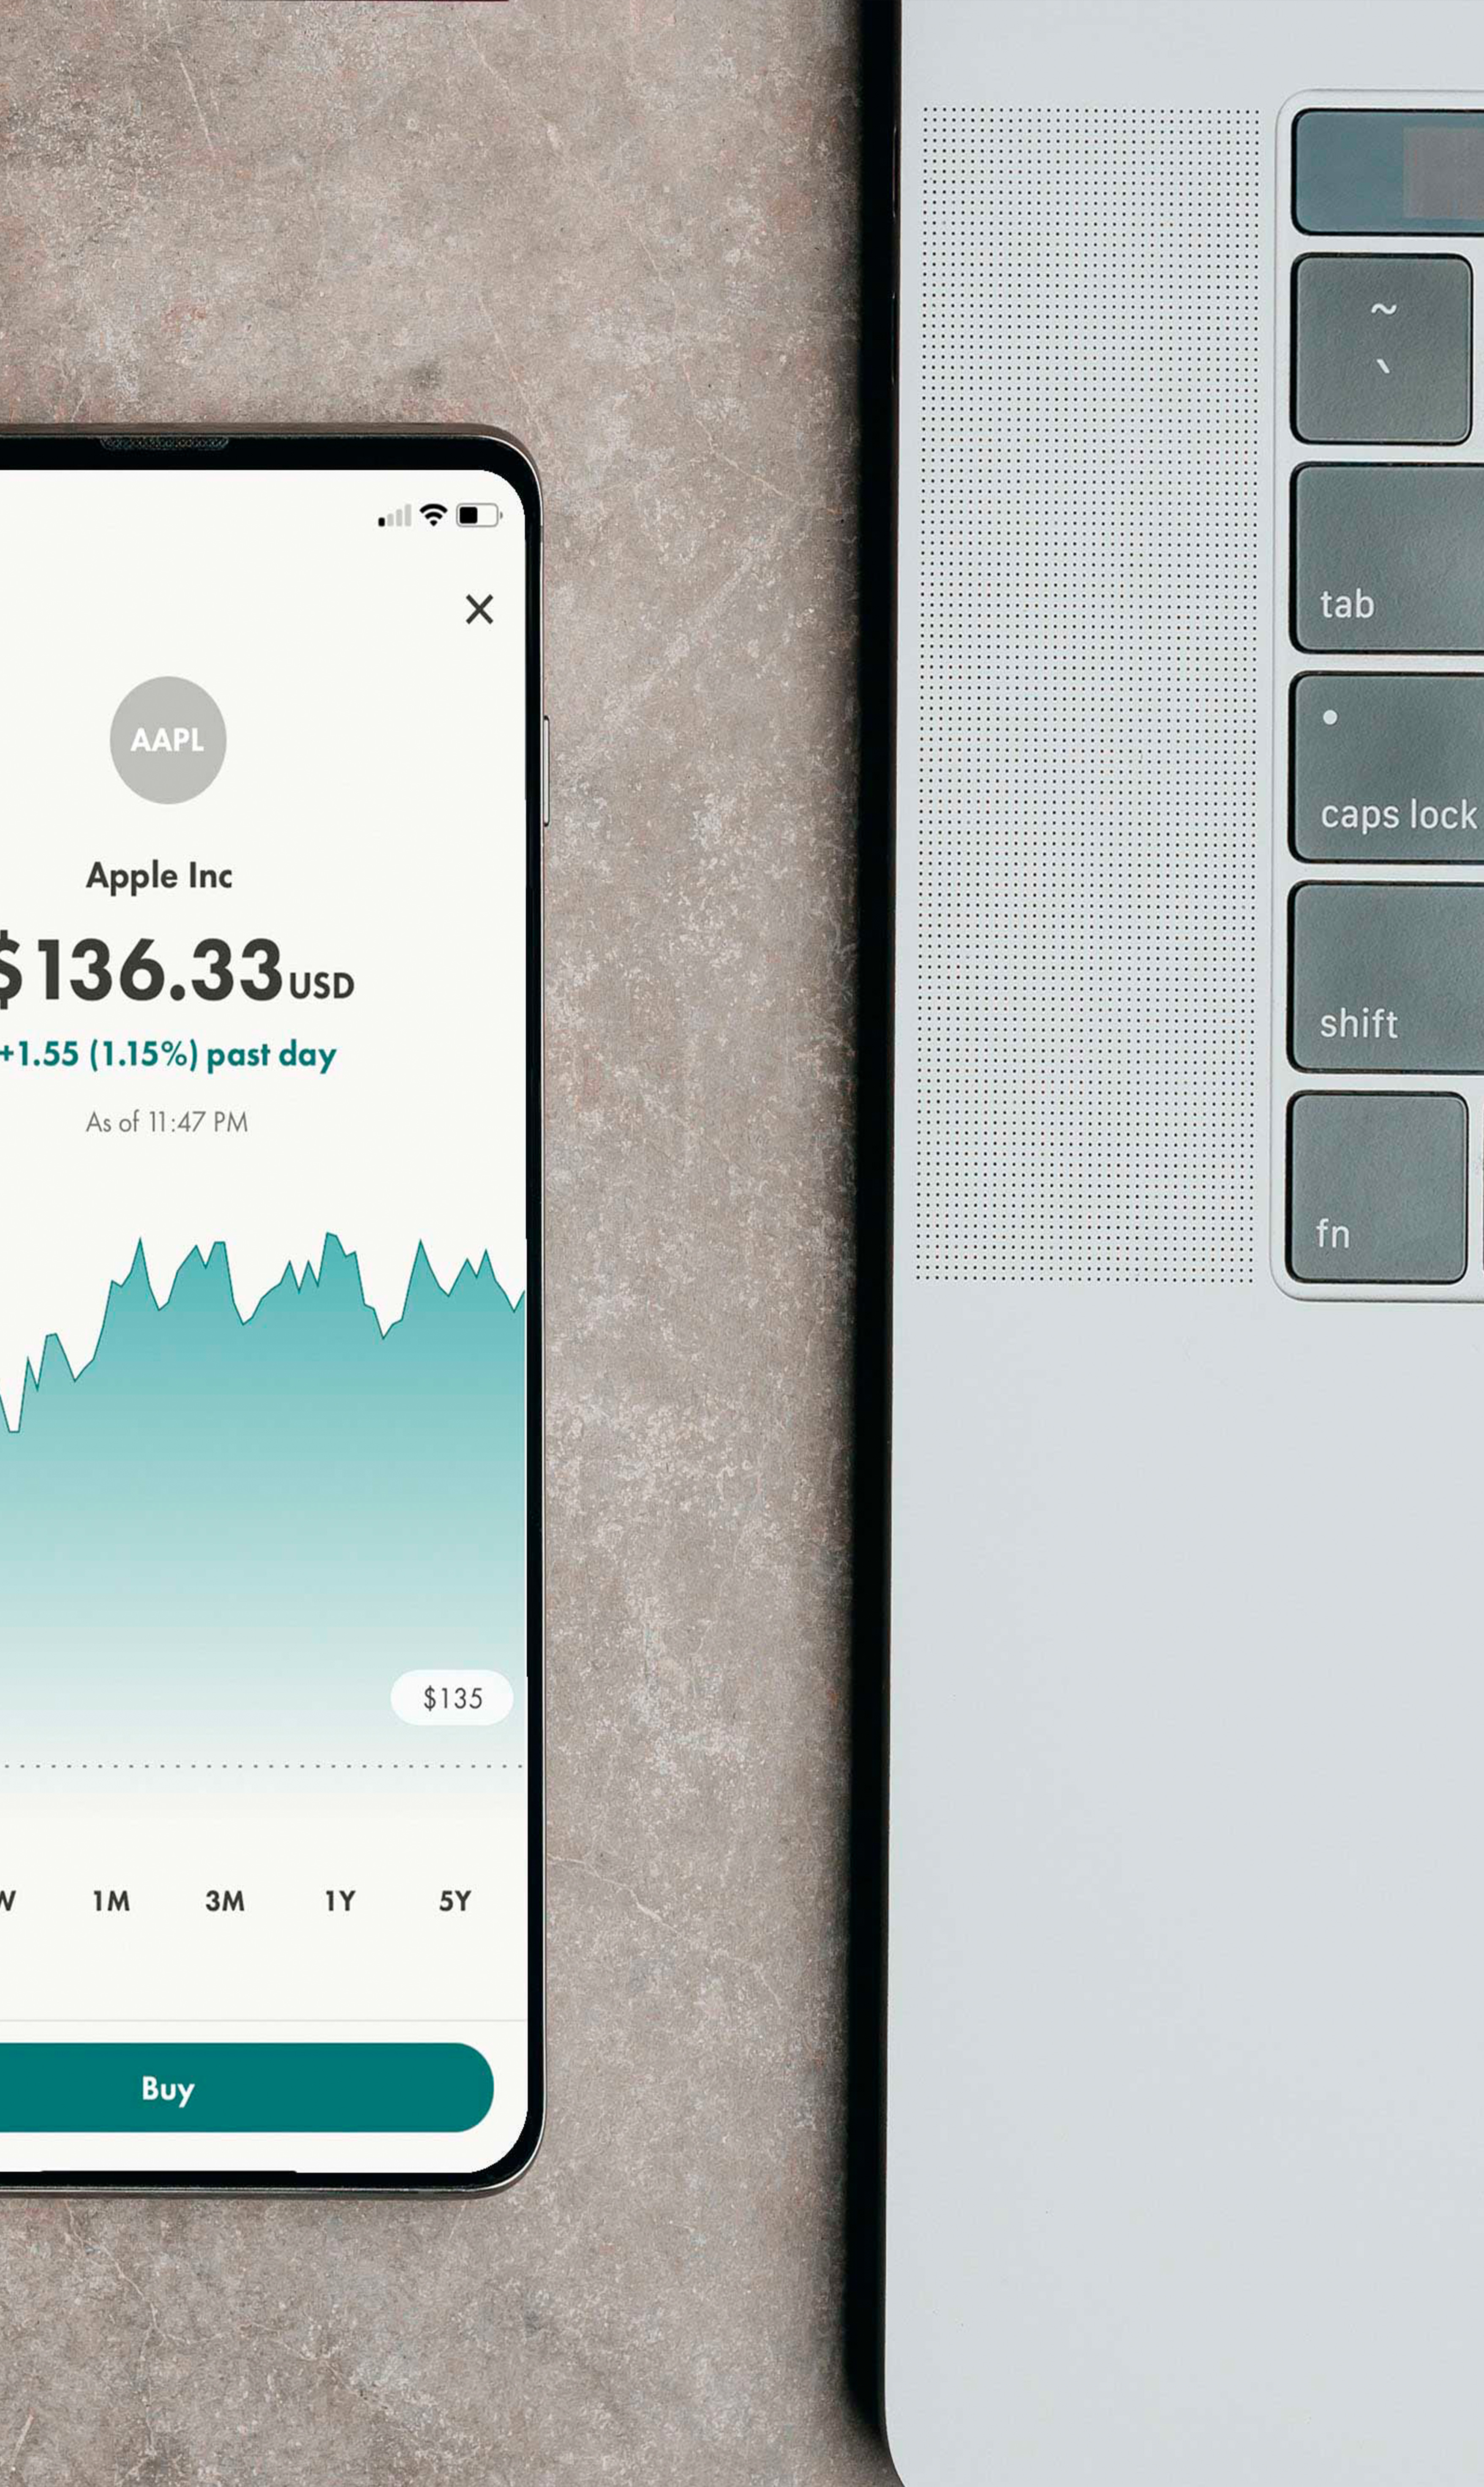 AAPL
Apple Inc
$136.33 USD
+1.55 (1.15%) past day
As of 11:47 PM
$135
W 1M 3M 1Y 5Y
Buy
~
`
tab
caps lock
shift
fn